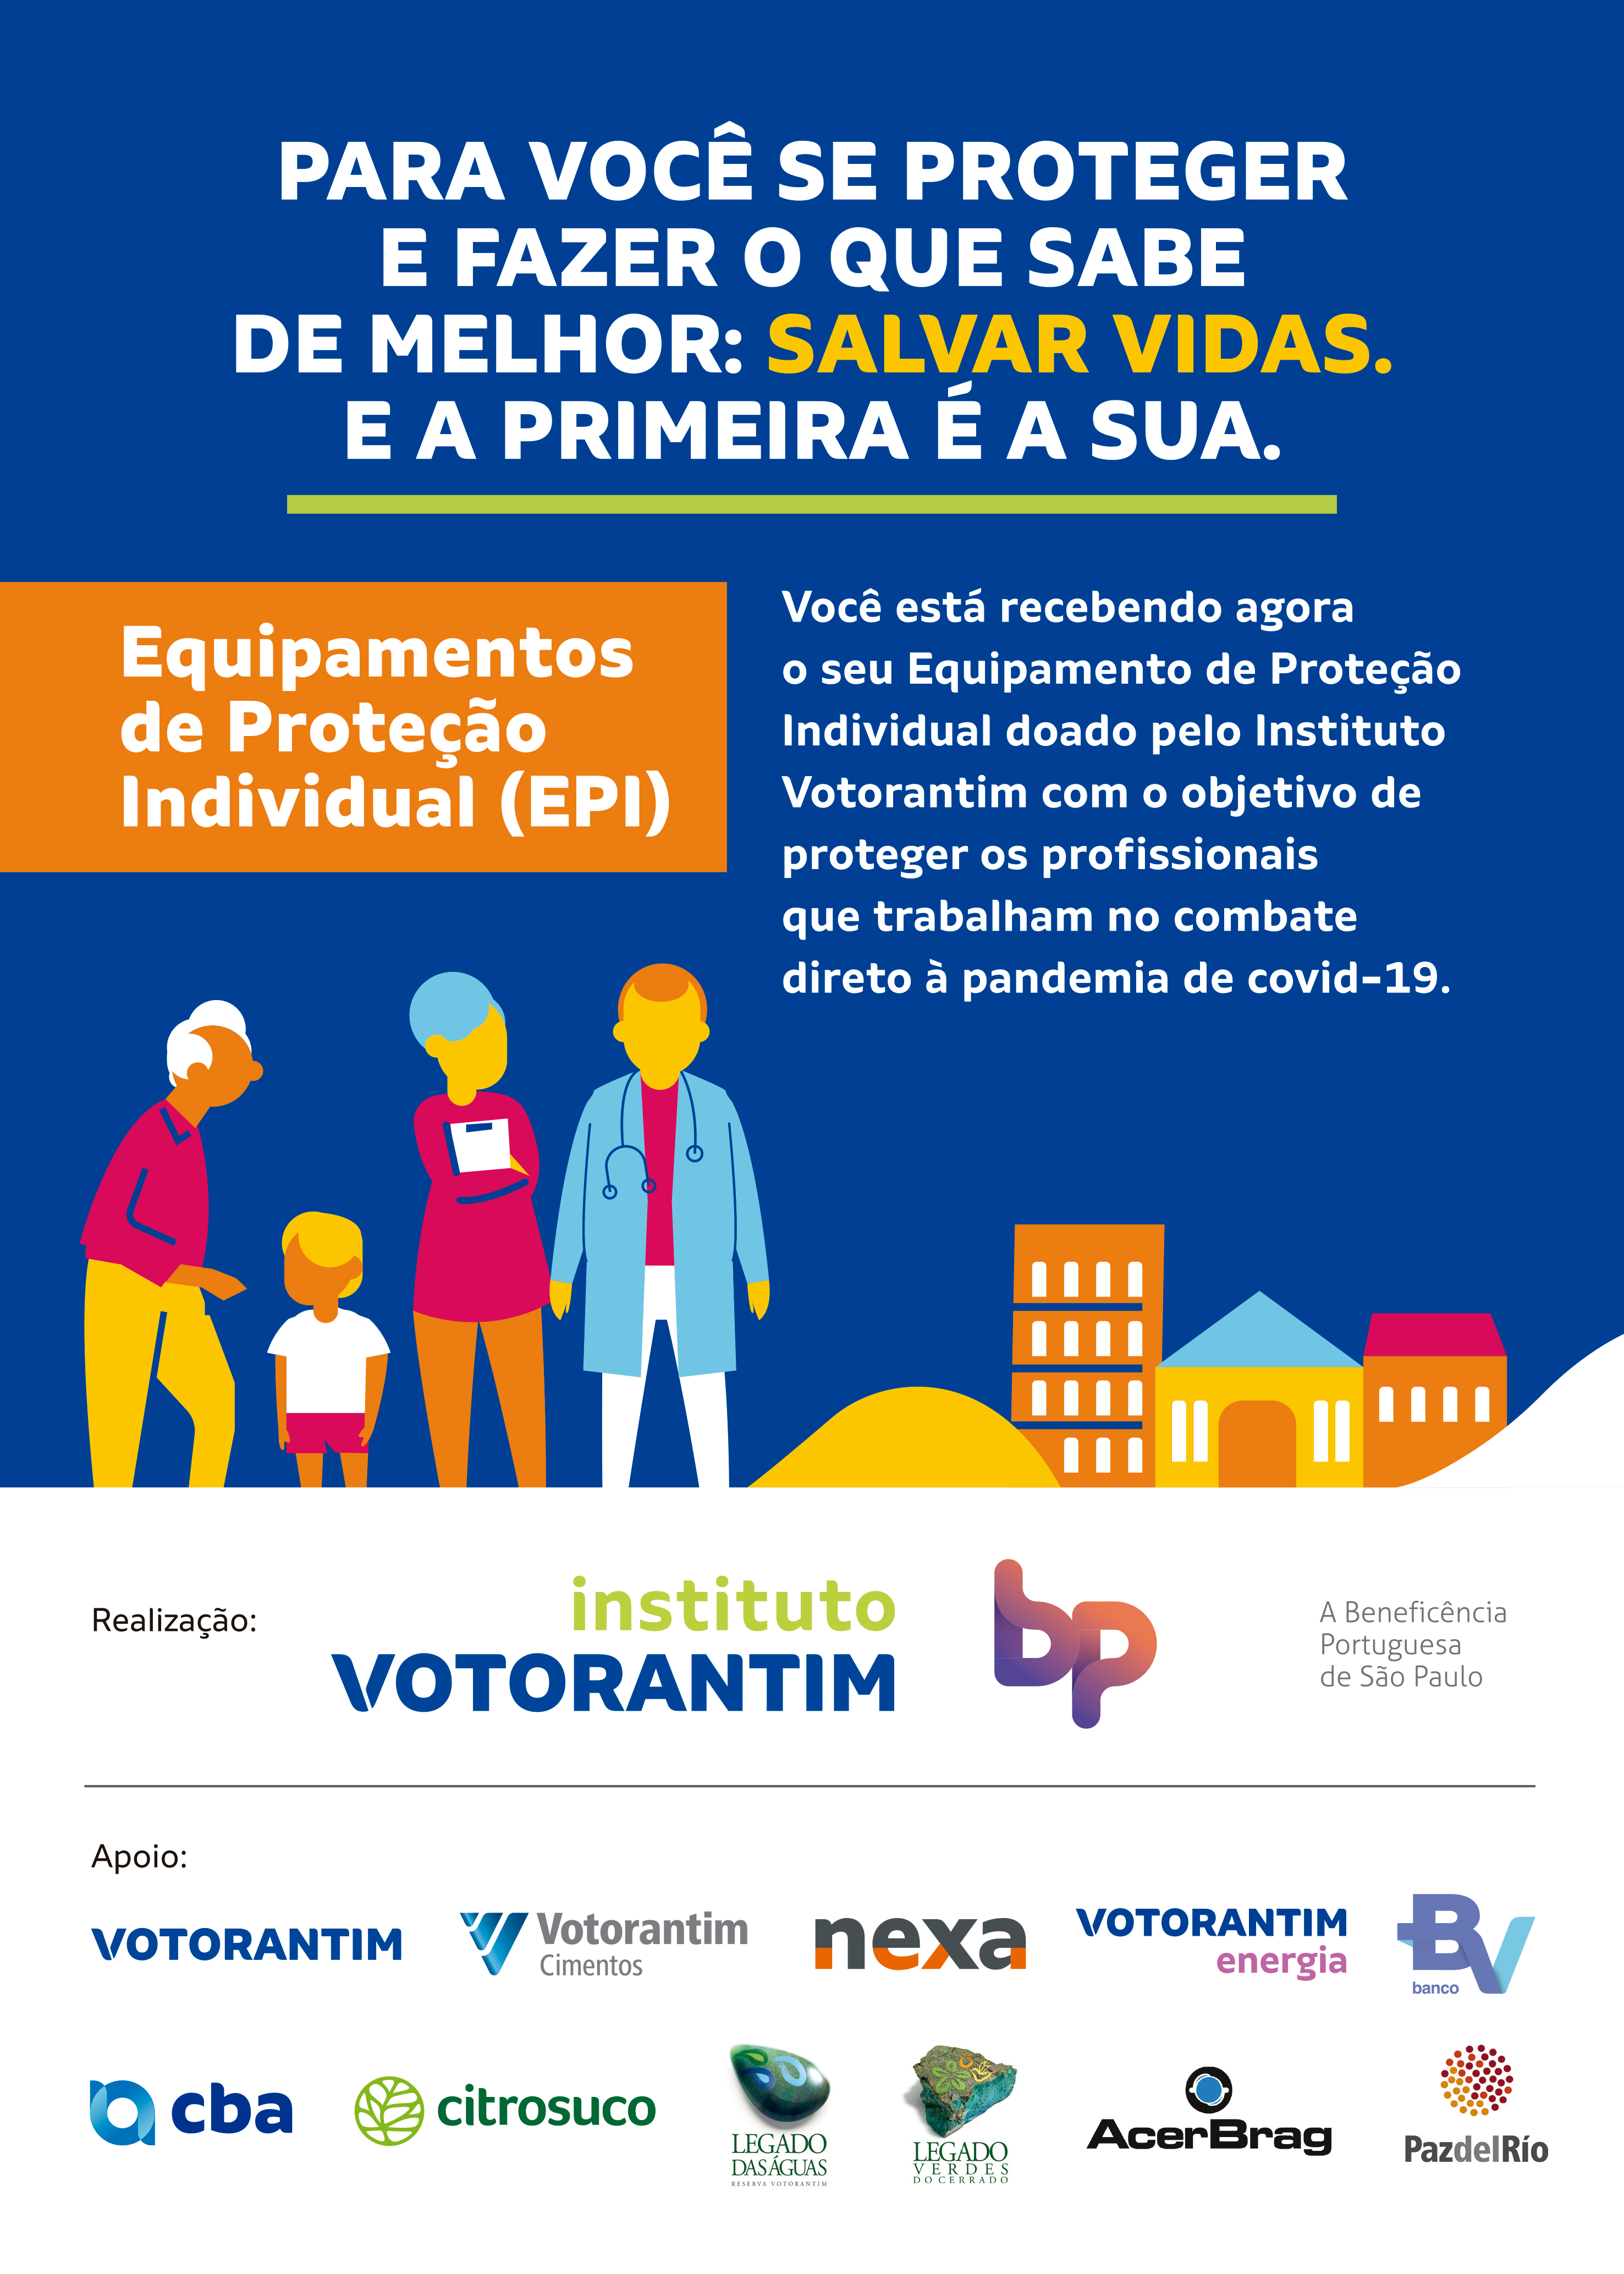 PARA VOCÊ SE PROTEGER
E FAZER O QUE SABE
DE MELHOR: SALVAR VIDAS.
E A PRIMEIRA É A SUA.
Equipamentos
de Proteção
Individual (EPI)
Você está recebendo agora
o seu Equipamento de Proteção
Individual doado pelo Instituto
Votorantim com o objetivo de
proteger os profissionais
que trabalham no combate
direto à pandemia de covid-19.
Realização:
instituto
VOTORANTIM
bp
A Beneficência
Portuguesa
de São Paulo
Apoio:
VOTORANTIM
Votorantim
Cimentos
nexa
VOTORANTIM
energia
BV
banco
cba
citrosuco
LEGADO
DAS ÁGUAS
RESERVA VOTORANTIM
LEGADO
VERDES
DO CERRADO
AcerBrag
PazdelRío